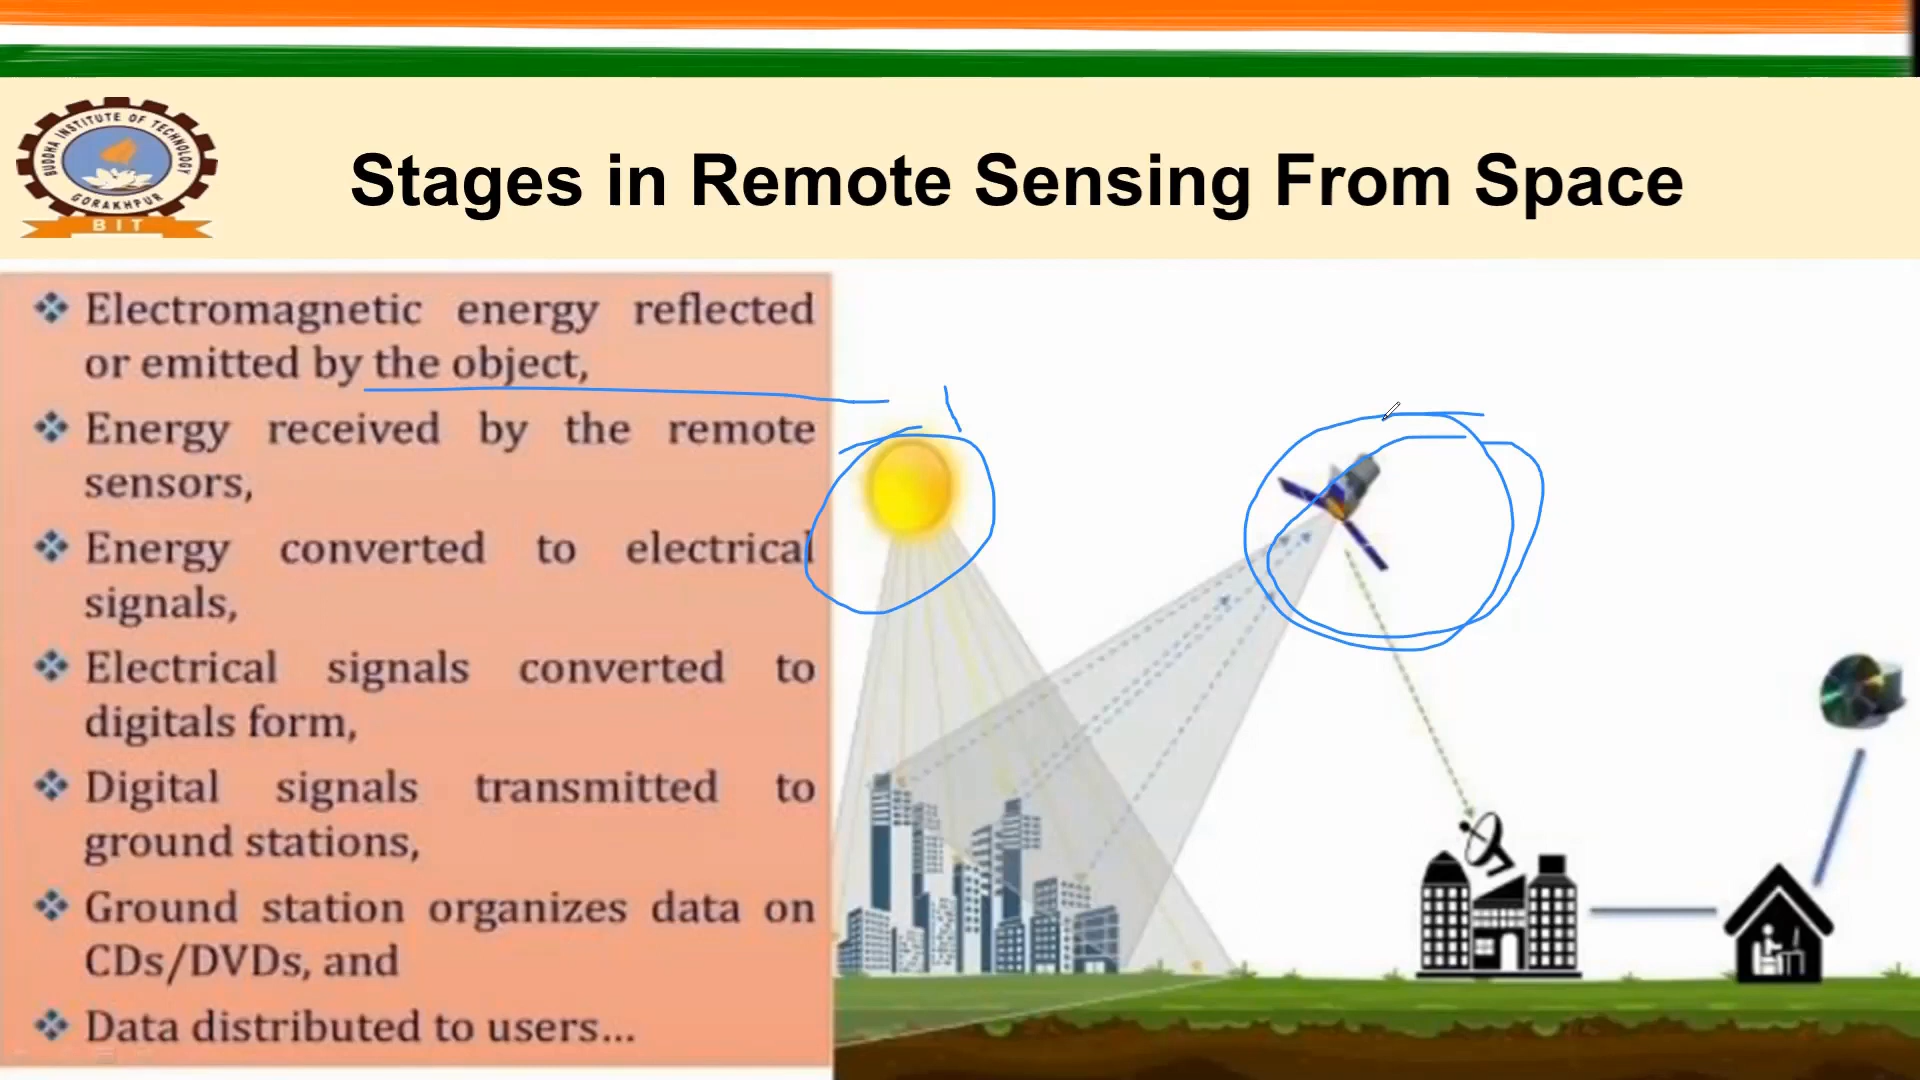 BUDDHA INSTITUTE OF TECHNOLOGY
GORAKHPUR
BIT
Stages in Remote Sensing From Space
Electromagnetic energy reflected
or emitted by the object,
Energy received by the remote
sensors,
Energy converted to electrical
signals,
Electrical signals converted to
digitals form,
Digital signals transmitted to
ground stations,
Ground station organizes data on
CDs/DVDs, and
Data distributed to users...